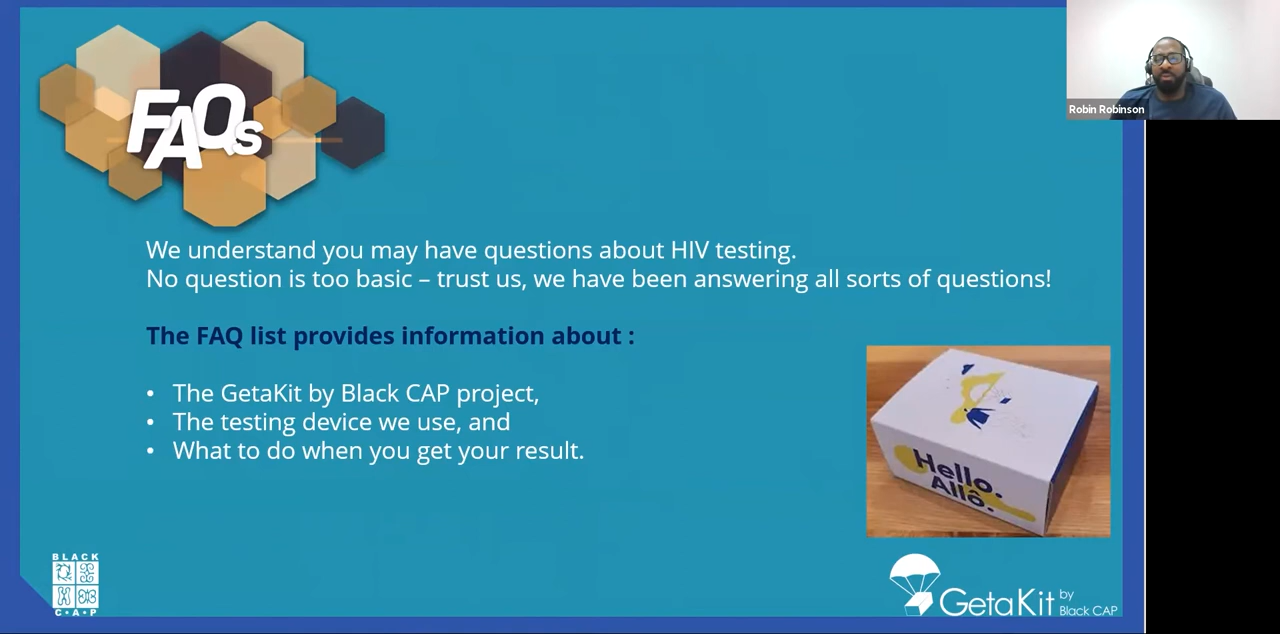 FAQs
Robin Robinson
We understand you may have questions about HIV testing.
No question is too basic – trust us, we have been answering all sorts of questions!
The FAQ list provides information about :
• The GetaKit by Black CAP project,
• The testing device we use, and
• What to do when you get your result.
Hello.
Allô.
BLACK
C•A•P
GetaKit by
Black CAP